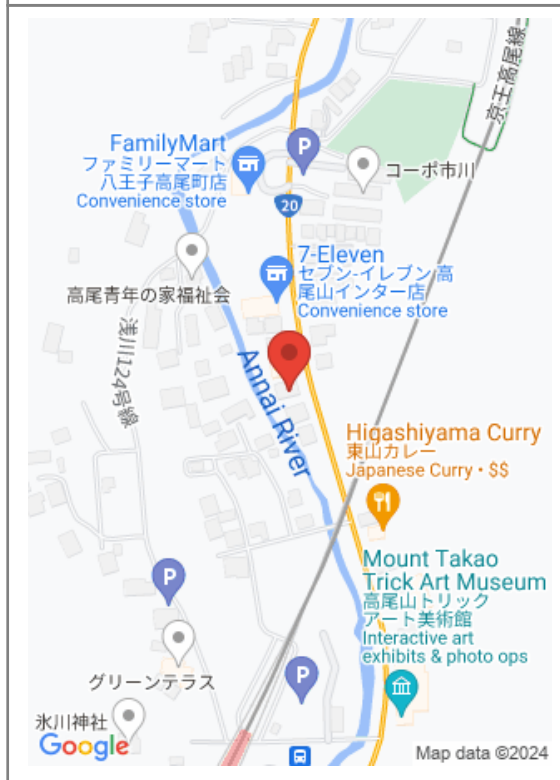 京王高尾線
FamilyMart
ファミリーマート
八王子高尾町店
Convenience store
P
コーポ市川
20
7-Eleven
セブン-イレブン 高
尾山インター店
Convenience store
高尾青年の家福祉会
浅川124号線
Annai River
Higashiyama Curry
東山カレー
Japanese Curry • $$
Mount Takao
Trick Art Museum
高尾山トリック
アート美術館
Interactive art
exhibits & photo ops
P
グリーンテラス
P
氷川神社
Google
Map data ©2024